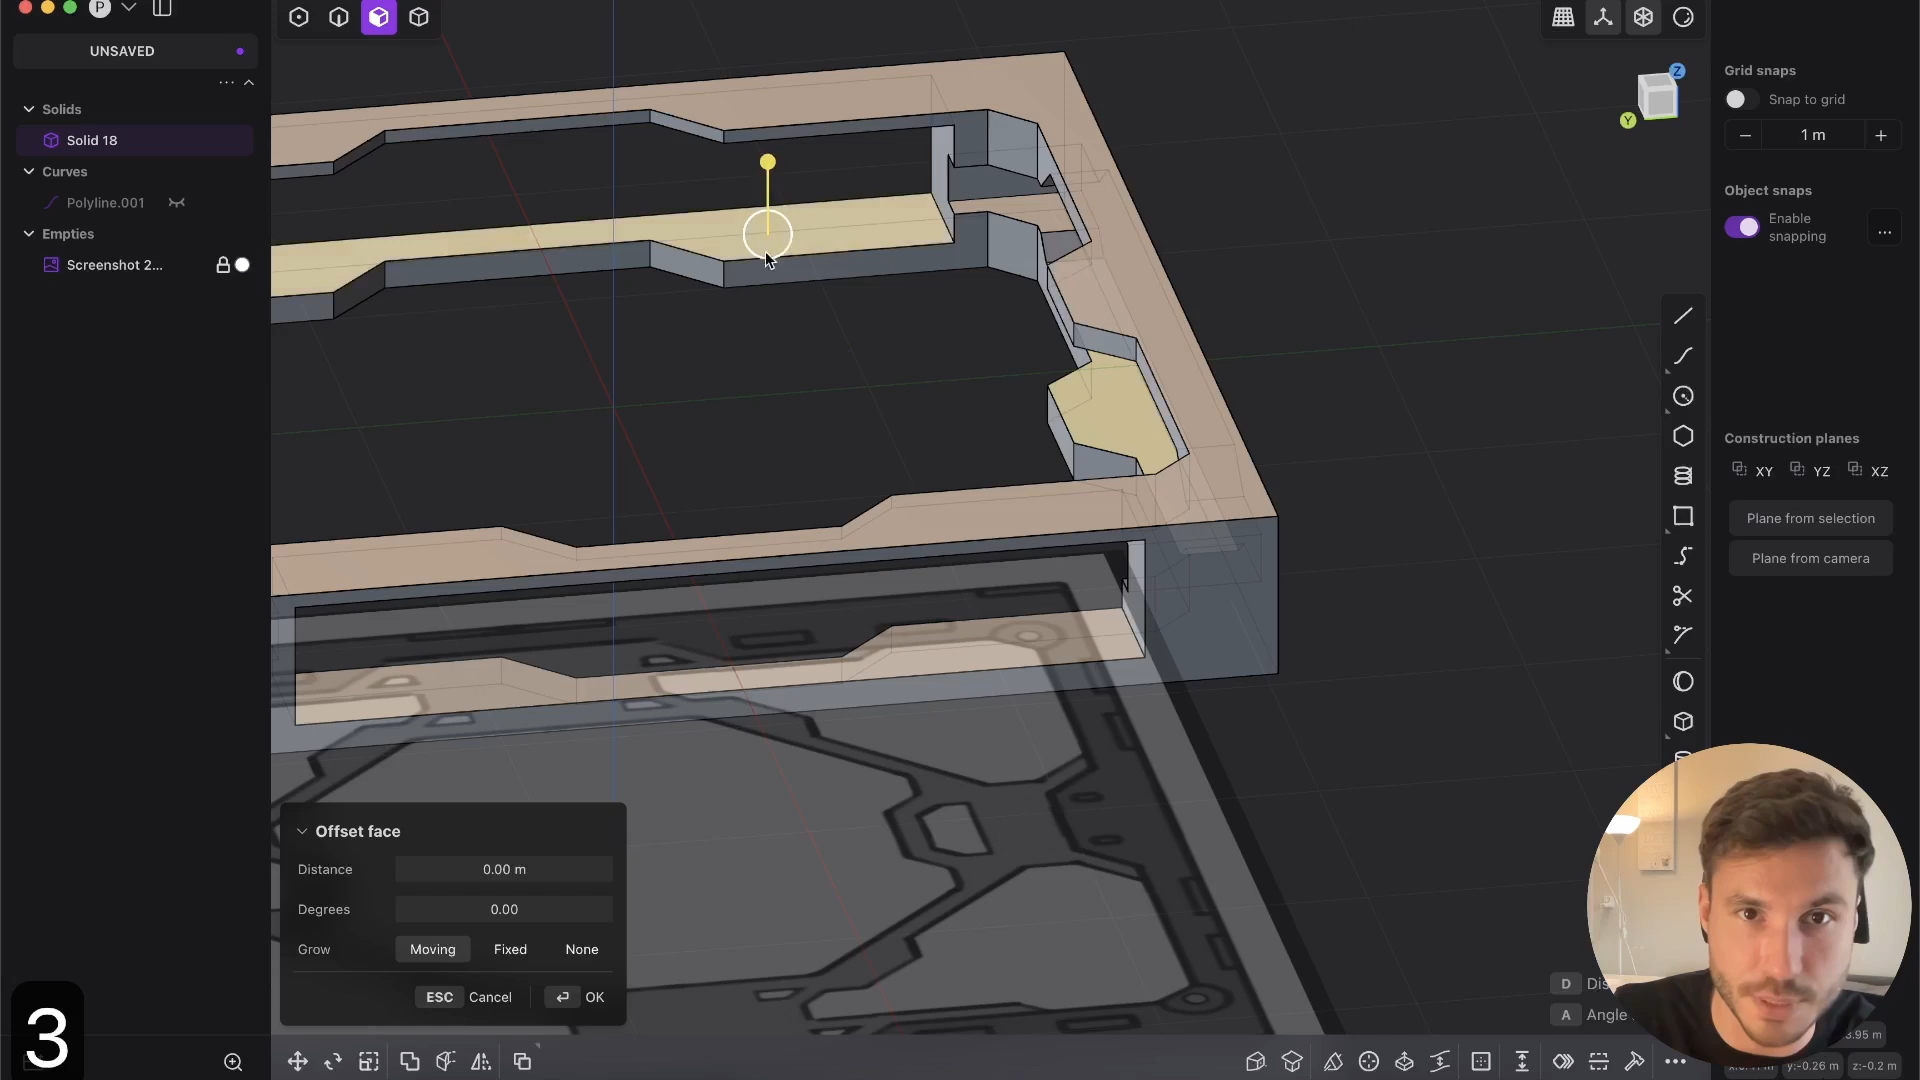 P
UNSAVED
Solids
Solid 18
Curves
Polyline.001
Empties
Screenshot 2...
Grid snaps
Snap to grid
1 m
Object snaps
Enable
snapping
Construction planes
XY YZ XZ
Plane from selection
Plane from camera
Z
Y
Offset face
Distance 0.00 m
Degrees 0.00
Grow Moving Fixed None
ESC Cancel OK
D
A Angle
3
y:-0.26 m z:-0.2 m